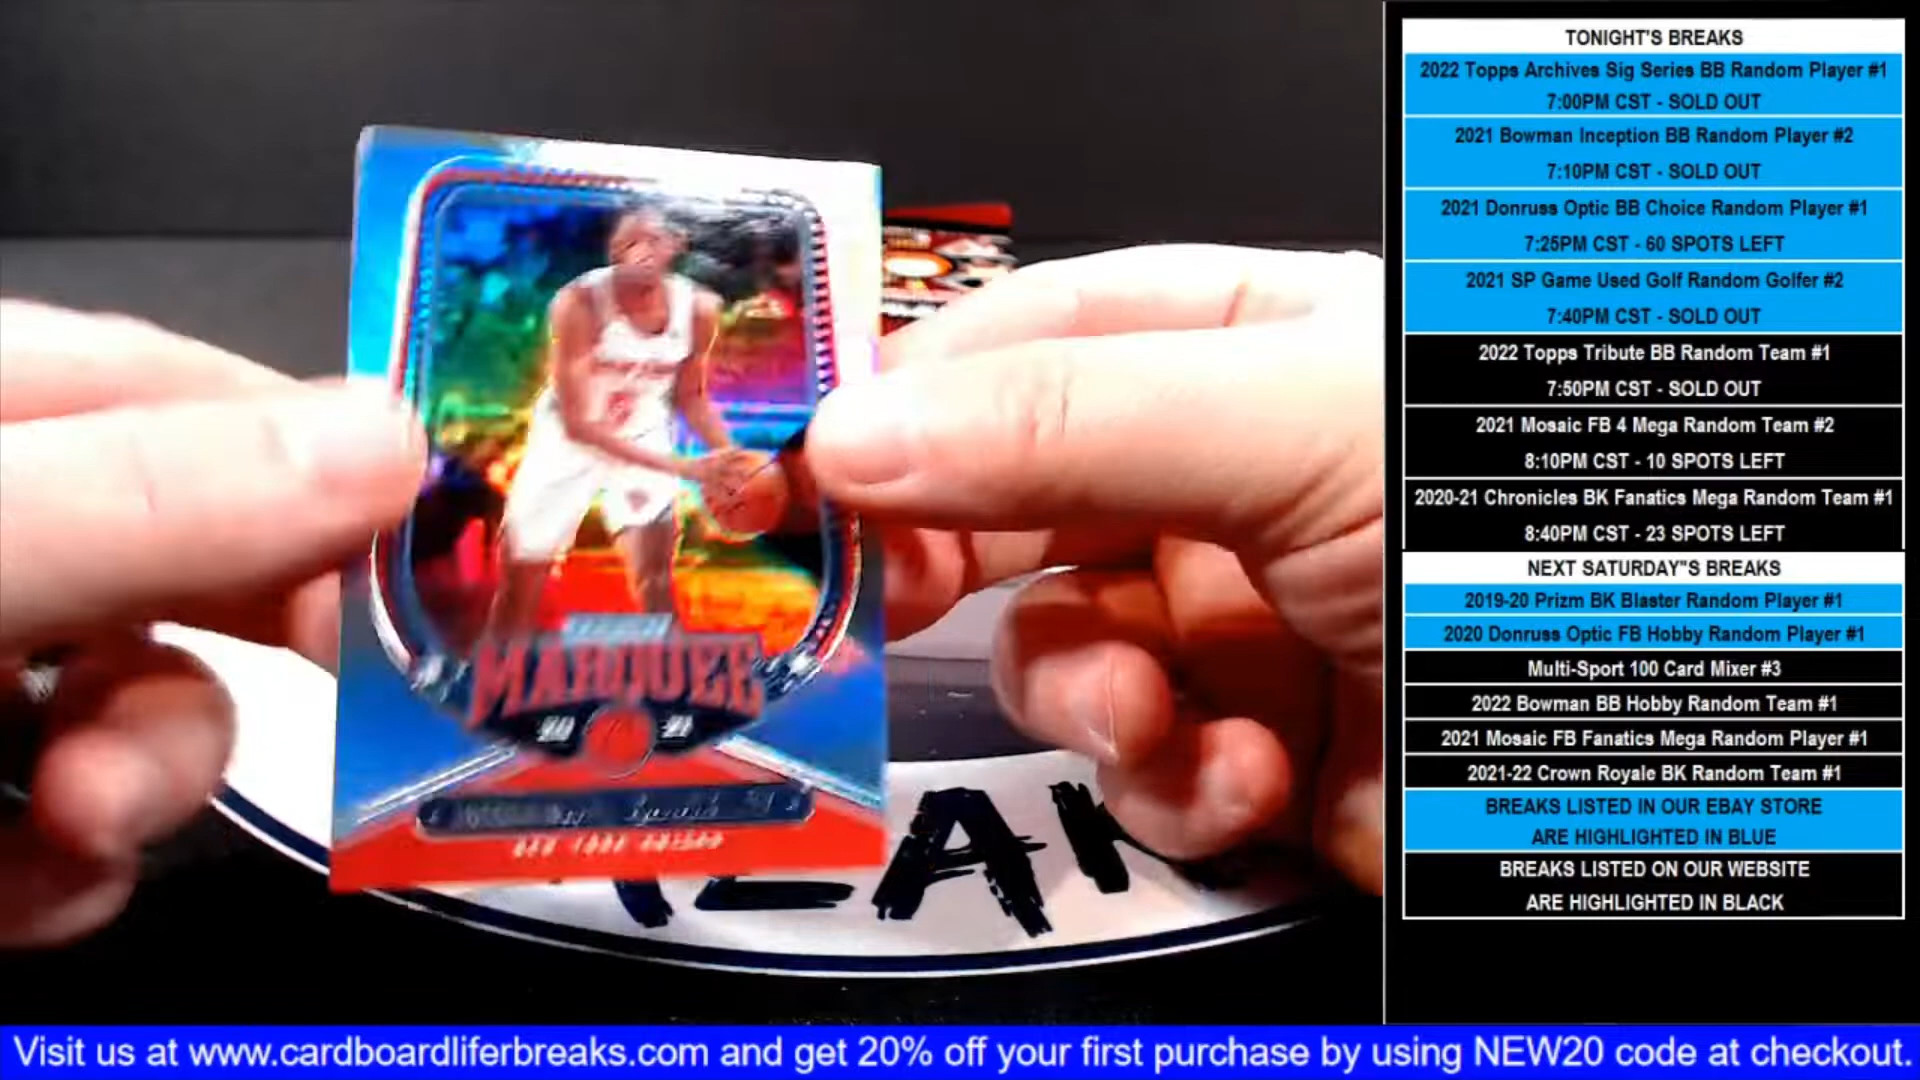 TONIGHT'S BREAKS
2022 Topps Archives Sig Series BB Random Player #1
7:00PM CST - SOLD OUT
2021 Bowman Inception BB Random Player #2
7:10PM CST - SOLD OUT
2021 Donruss Optic BB Choice Random Player #1
7:25PM CST - 60 SPOTS LEFT
2021 SP Game Used Golf Random Golfer #2
7:40PM CST - SOLD OUT
2022 Topps Tribute BB Random Team #1
7:50PM CST - SOLD OUT
2021 Mosaic FB 4 Mega Random Team #2
8:10PM CST - 10 SPOTS LEFT
2020-21 Chronicles BK Fanatics Mega Random Team #1
8:40PM CST - 23 SPOTS LEFT
NEXT SATURDAY"S BREAKS
2019-20 Prizm BK Blaster Random Player #1
2020 Donruss Optic FB Hobby Random Player #1
Multi-Sport 100 Card Mixer #3
2022 Bowman BB Hobby Random Team #1
2021 Mosaic FB Fanatics Mega Random Player #1
2021-22 Crown Royale BK Random Team #1
BREAKS LISTED IN OUR EBAY STORE
ARE HIGHLIGHTED IN BLUE
BREAKS LISTED ON OUR WEBSITE
ARE HIGHLIGHTED IN BLACK
MARQUEE
20 21
Visit us at www.cardboardliferbreaks.com and get 20% off your first purchase by using NEW20 code at checkout.